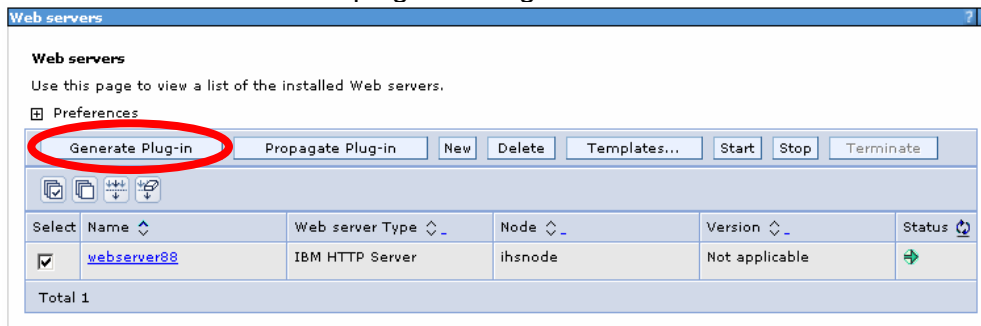 Web servers ?
Web servers
Use this page to view a list of the installed Web servers.
Preferences
Generate Plug-in Propagate Plug-in New Delete Templates... Start Stop Terminate
Select Name Web server Type Node Version Status
webserver88 IBM HTTP Server ihsnode Not applicable
Total 1